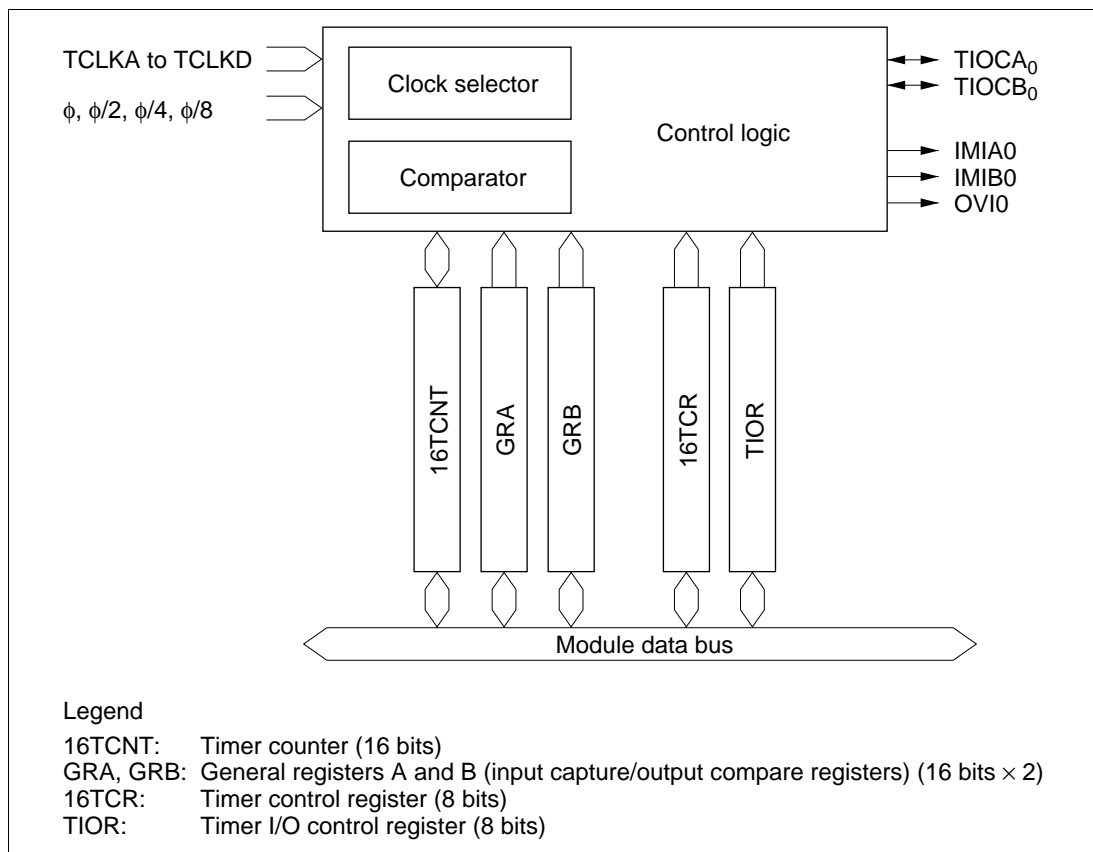 TCLKA to TCLKD
ϕ, ϕ/2, ϕ/4, ϕ/8
Clock selector
Comparator
Control logic
TIOCA0
TIOCB0
IMIA0
IMIB0
OVI0
16TCNT
GRA
GRB
16TCR
TIOR
Module data bus
Legend
16TCNT: Timer counter (16 bits)
GRA, GRB: General registers A and B (input capture/output compare registers) (16 bits × 2)
16TCR: Timer control register (8 bits)
TIOR: Timer I/O control register (8 bits)